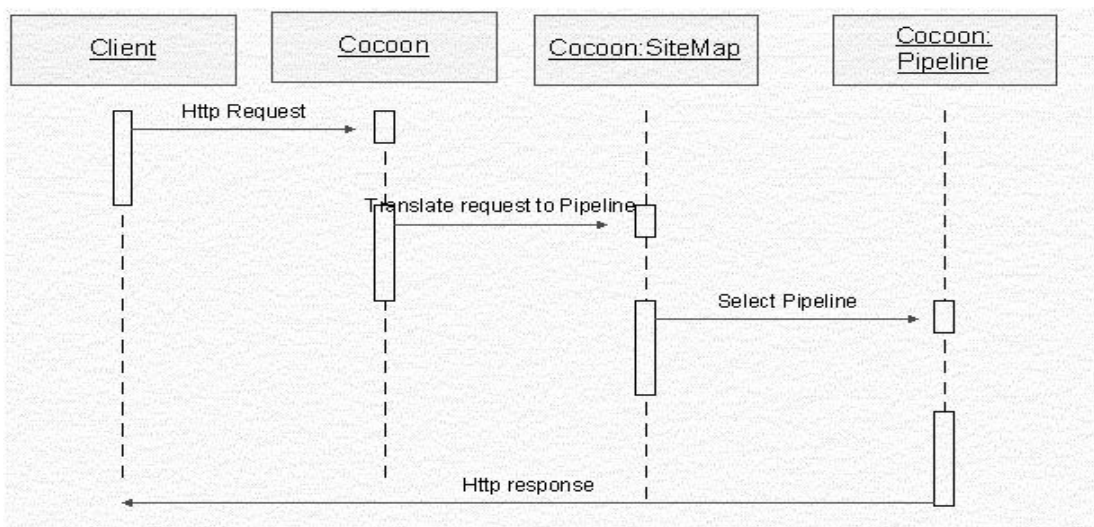 Client
Cocoon
Cocoon:SiteMap
Cocoon:
Pipeline
Http Request
Translate request to Pipeline
Select Pipeline
Http response